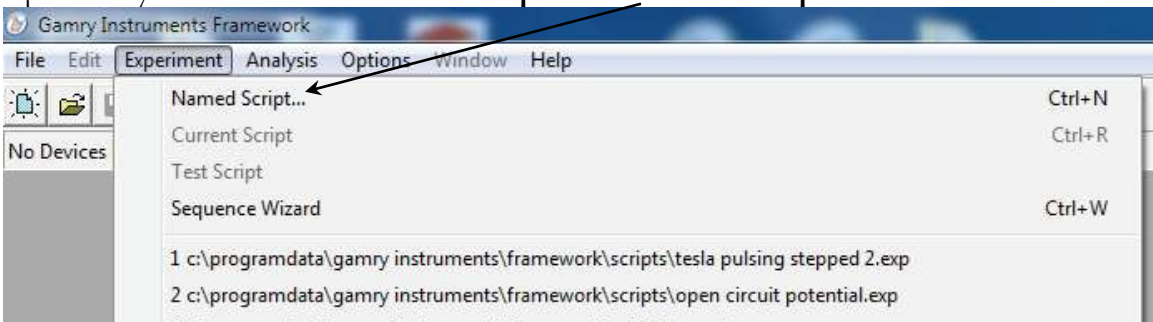 Gamry Instruments Framework
File Edit Experiment Analysis Options Window Help
Named Script... Ctrl+N
No Devices
Current Script Ctrl+R
Test Script
Sequence Wizard Ctrl+W
1 c:\programdata\gamry instruments\framework\scripts\tesla pulsing stepped 2.exp
2 c:\programdata\gamry instruments\framework\scripts\open circuit potential.exp